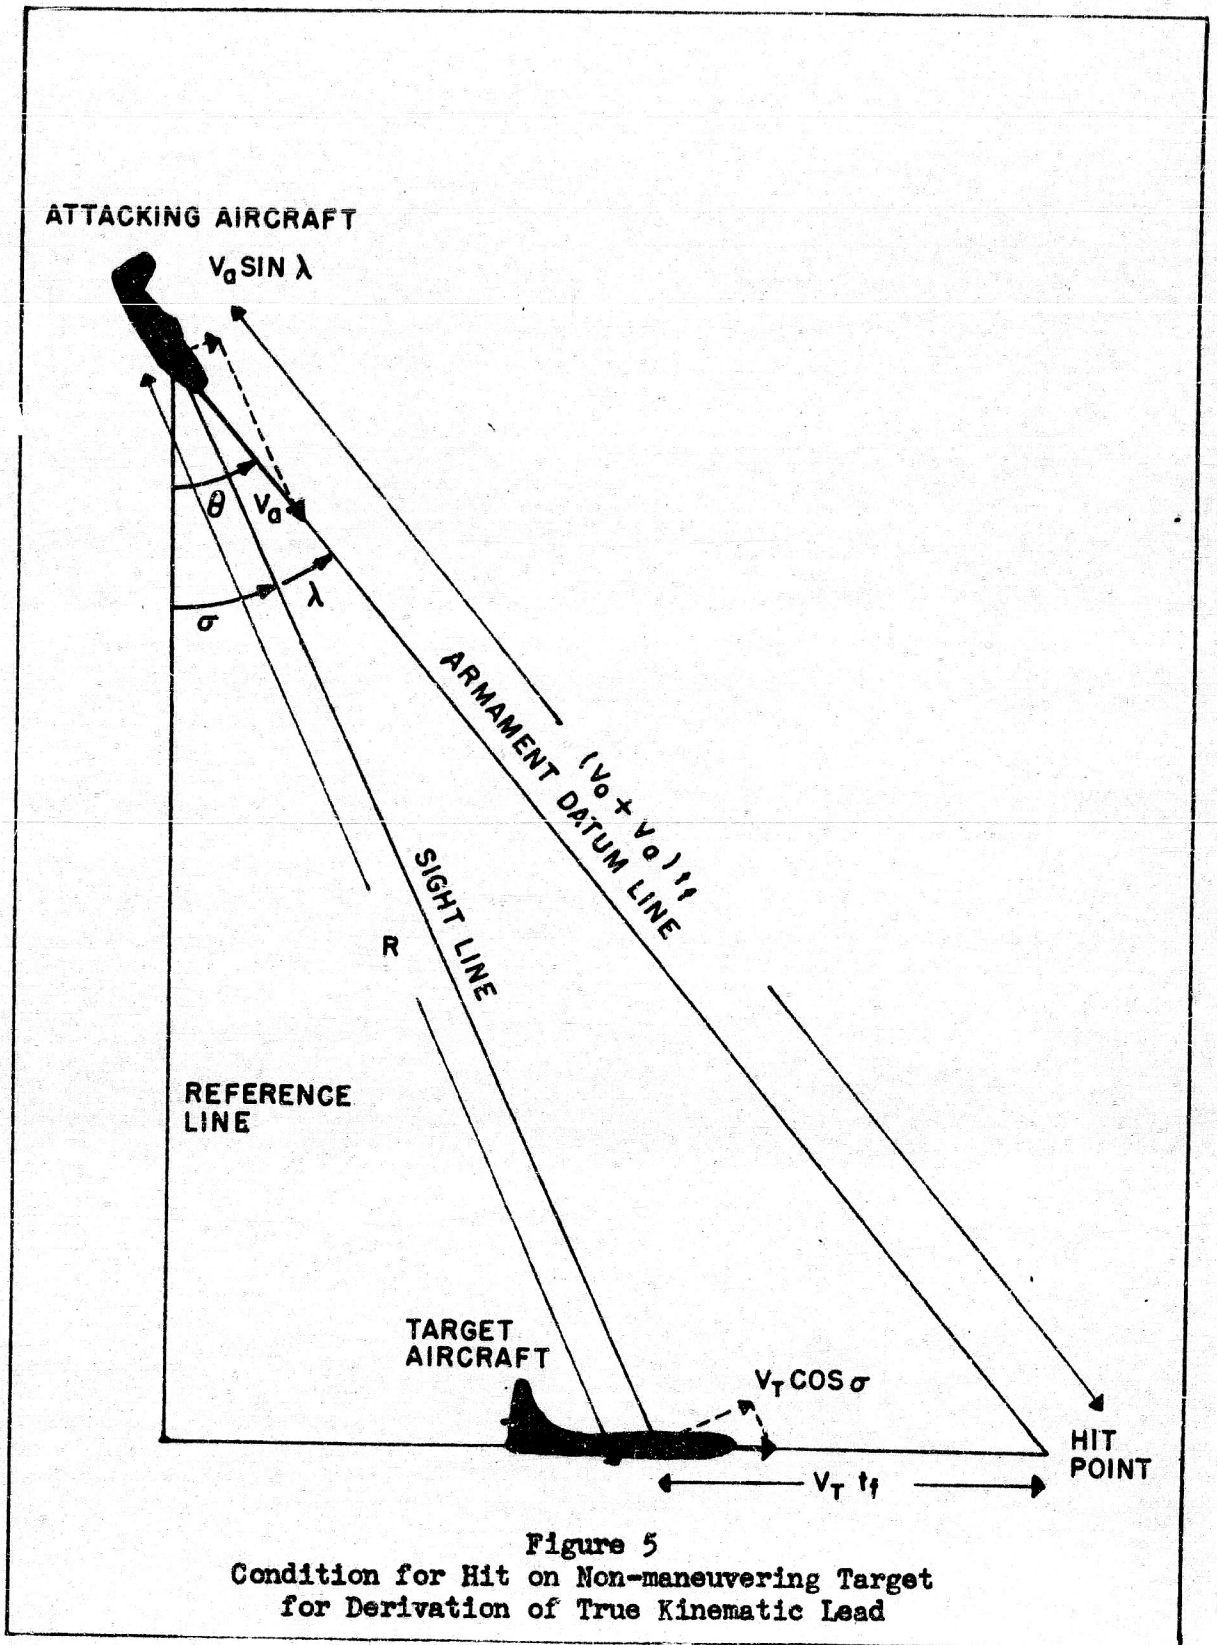 ATTACKING AIRCRAFT
Va SIN λ
θ
Va
λ
σ
ARMAMENT DATUM LINE
(Vo + Va) tf
SIGHT LINE
R
REFERENCE
LINE
TARGET
AIRCRAFT
VT COS σ
HIT
POINT
VT tf
Figure 5
Condition for Hit on Non-maneuvering Target
for Derivation of True Kinematic Lead